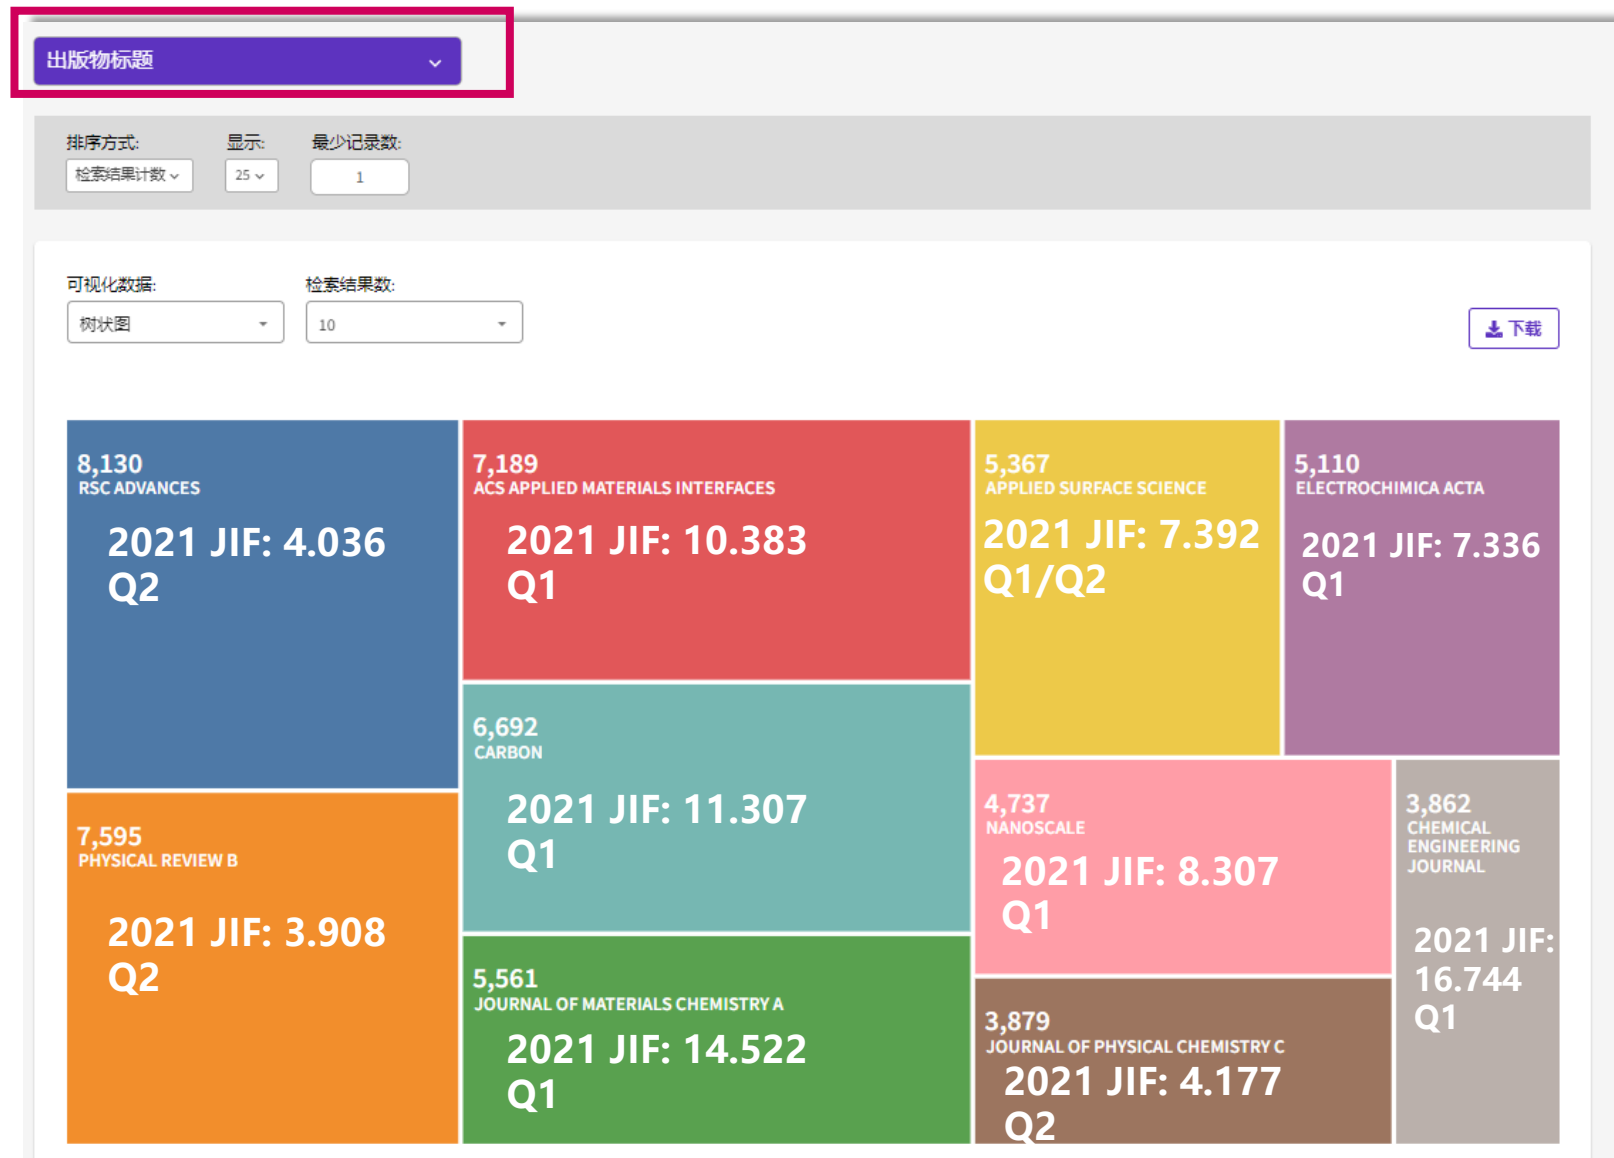 出版物标题
排序方式:
显示:
最少记录数:
检索结果计数
25
1
可视化数据:
检索结果数:
树状图
10
下载
8,130
RSC ADVANCES
2021 JIF: 4.036
Q2
7,595
PHYSICAL REVIEW B
2021 JIF: 3.908
Q2
7,189
ACS APPLIED MATERIALS INTERFACES
2021 JIF: 10.383
Q1
6,692
CARBON
2021 JIF: 11.307
Q1
5,561
JOURNAL OF MATERIALS CHEMISTRY A
2021 JIF: 14.522
Q1
5,367
APPLIED SURFACE SCIENCE
2021 JIF: 7.392
Q1/Q2
5,110
ELECTROCHIMICA ACTA
2021 JIF: 7.336
Q1
4,737
NANOSCALE
2021 JIF: 8.307
Q1
3,879
JOURNAL OF PHYSICAL CHEMISTRY C
2021 JIF: 4.177
Q2
3,862
CHEMICAL
ENGINEERING
JOURNAL
2021 JIF:
16.744
Q1